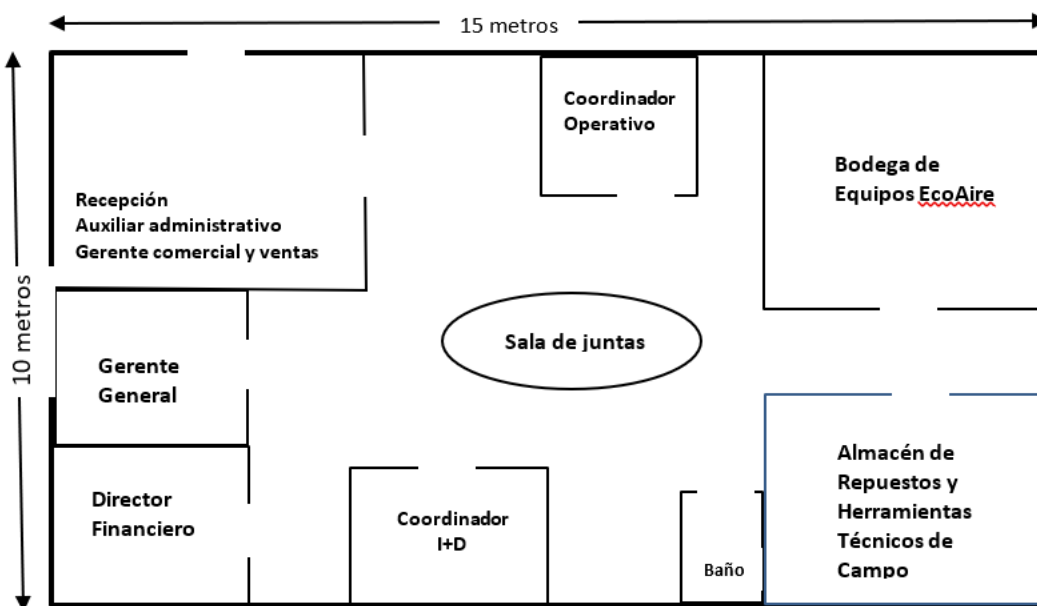 15 metros
10 metros
Coordinador
Operativo
Bodega de
Equipos EcoAire
Recepción
Auxiliar administrativo
Gerente comercial y ventas
Sala de juntas
Gerente
General
Director
Financiero
Coordinador
I+D
Baño
Almacén de
Repuestos y
Herramientas
Técnicos de
Campo